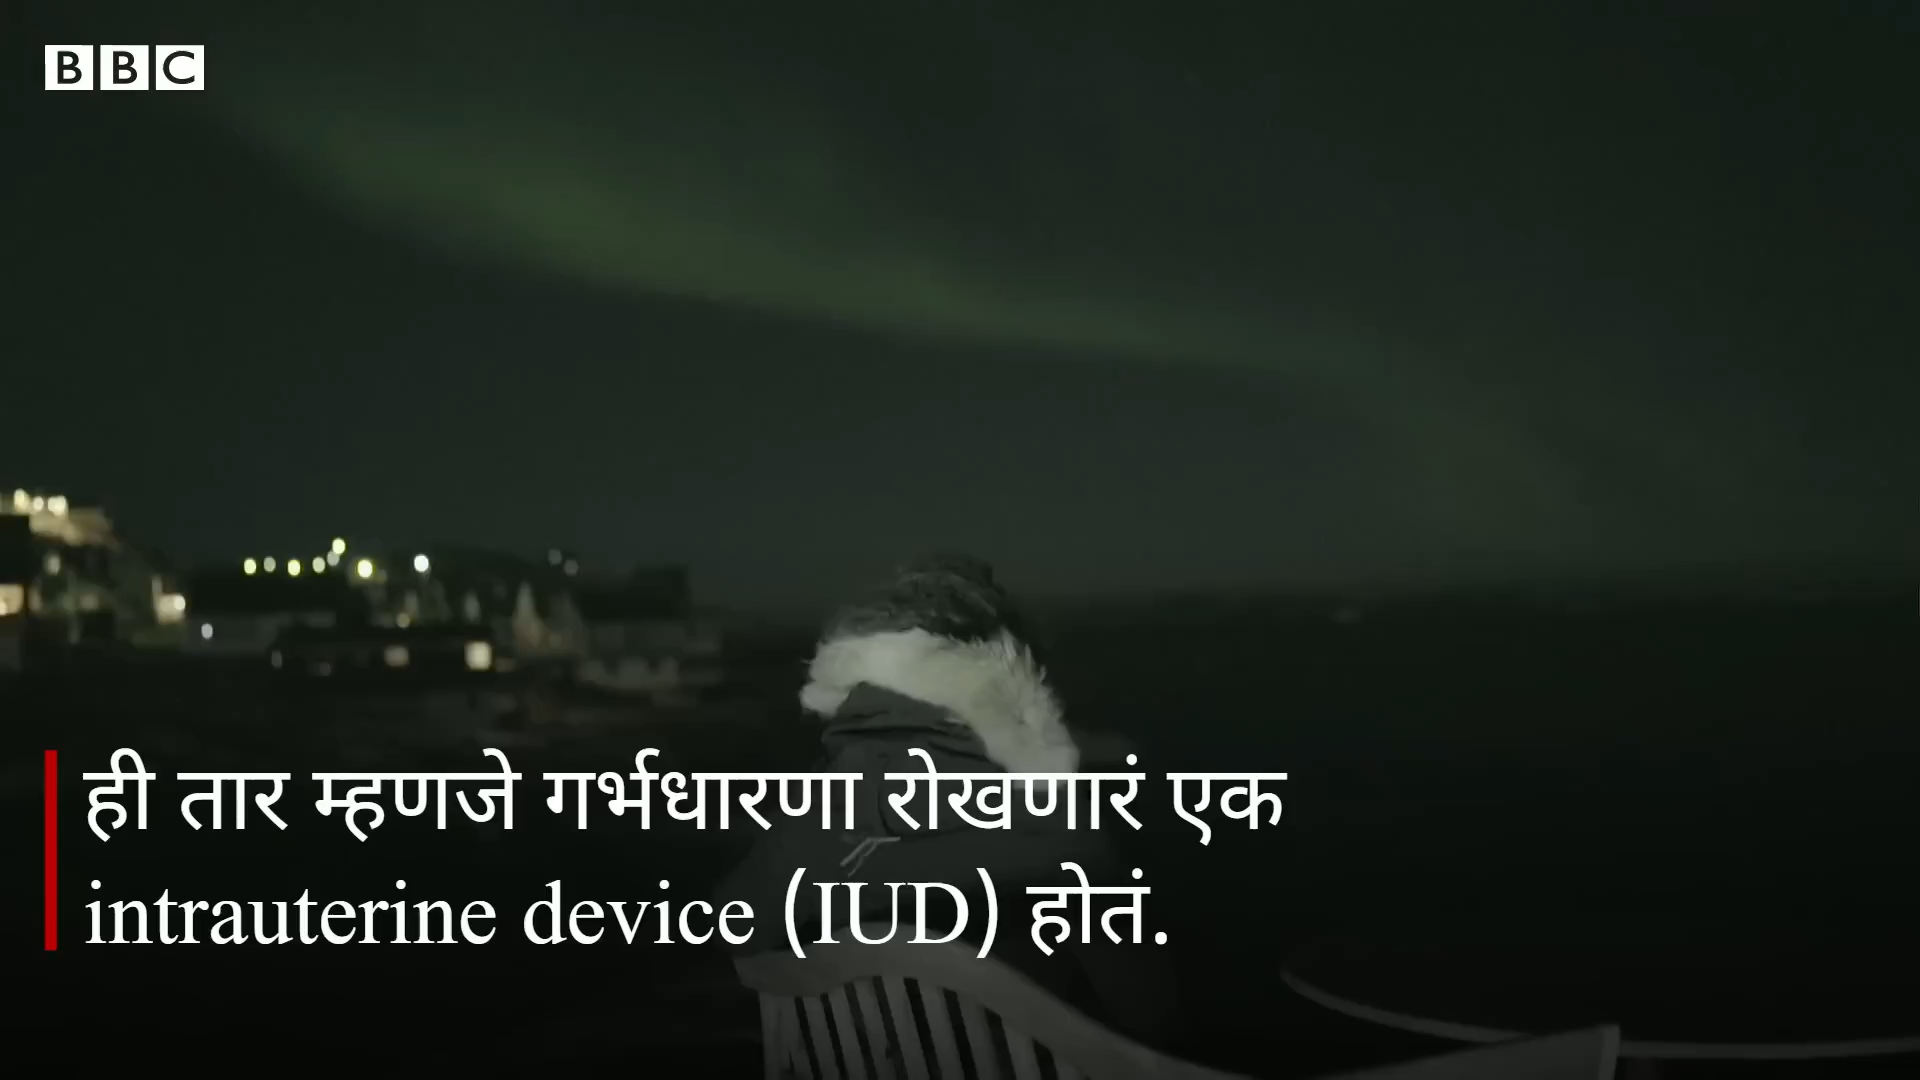 BBC
ही तार म्हणजे गर्भधारणा रोखणारं एक
intrauterine device (IUD) होतं.